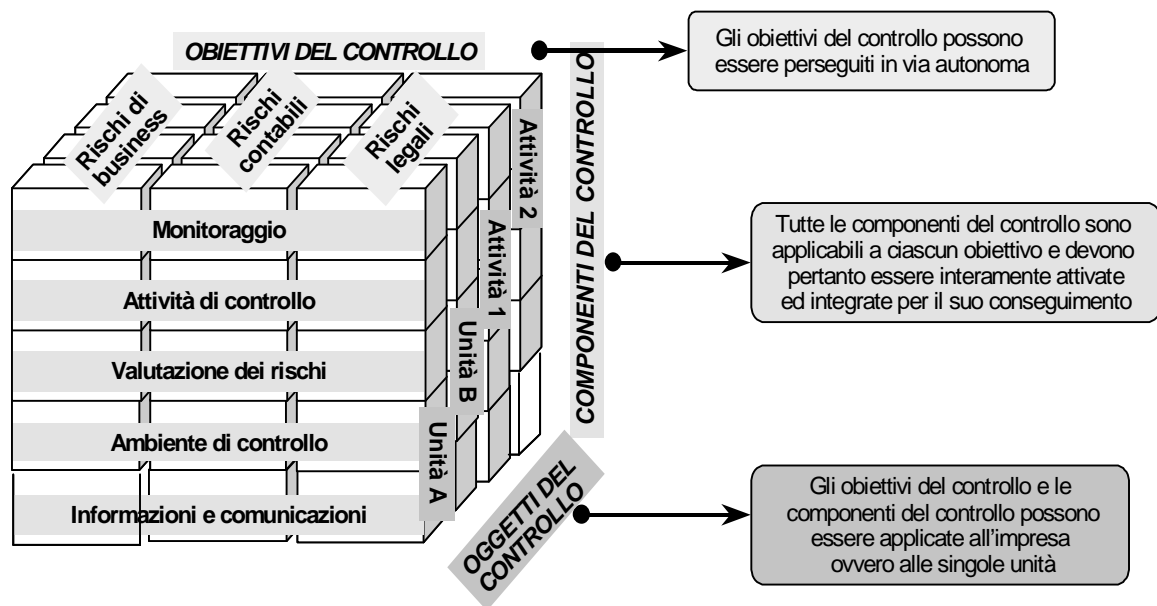 OBIETTIVI DEL CONTROLLO
Rischi di
business
Rischi
contabili
Rischi
legali
Monitoraggio
Attività di controllo
Valutazione dei rischi
Ambiente di controllo
Informazioni e comunicazioni
Unità A
Unità B
Attività 1
Attività 2
COMPONENTI DEL CONTROLLO
OGGETTI DEL
CONTROLLO
Gli obiettivi del controllo possono
essere perseguiti in via autonoma
Tutte le componenti del controllo sono
applicabili a ciascun obiettivo e devono
pertanto essere interamente attivate
ed integrate per il suo conseguimento
Gli obiettivi del controllo e le
componenti del controllo possono
essere applicate all'impresa
ovvero alle singole unità